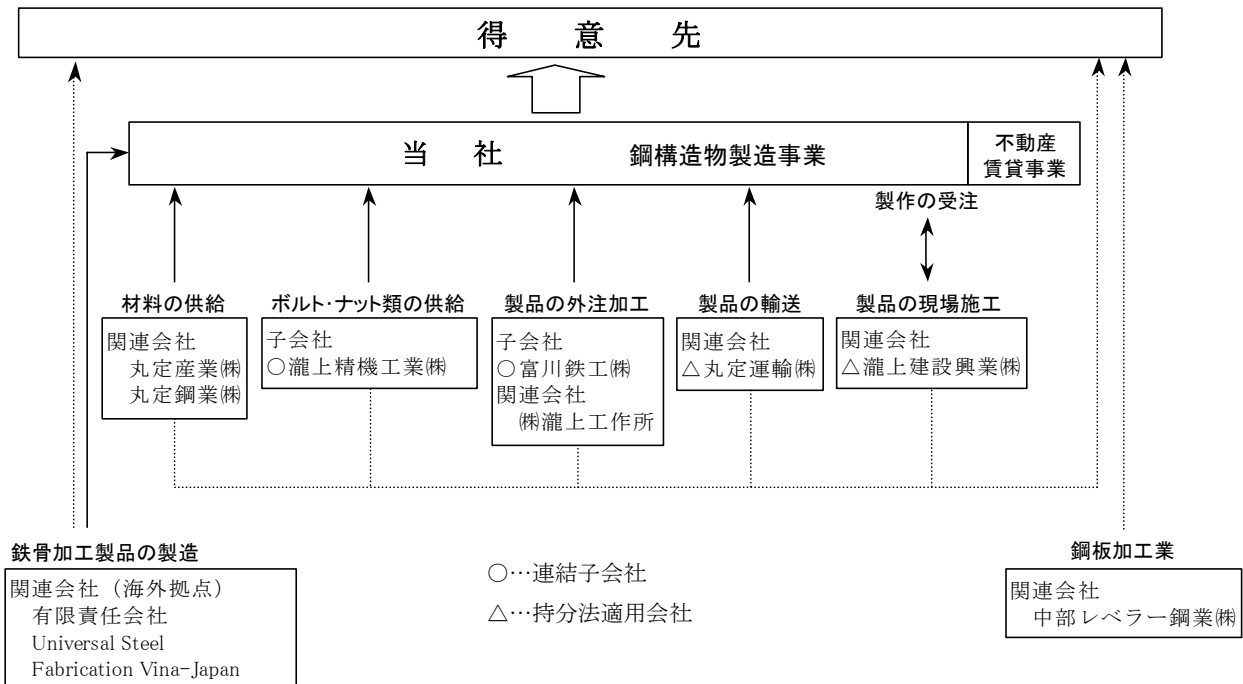 得意先
当社 鋼構造物製造事業
不動産
賃貸事業
製作の受注
材料の供給
関連会社
丸定産業㈱
丸定鋼業㈱
ボルト・ナット類の供給
子会社
○瀧上精機工業㈱
製品の外注加工
子会社
○富川鉄工㈱
関連会社
㈱瀧上工作所
製品の輸送
関連会社
△丸定運輸㈱
製品の現場施工
関連会社
△瀧上建設興業㈱
鉄骨加工製品の製造
関連会社（海外拠点）
有限責任会社
Universal Steel
Fabrication Vina-Japan
○…連結子会社
△…持分法適用会社
鋼板加工業
関連会社
中部レベラー鋼業㈱